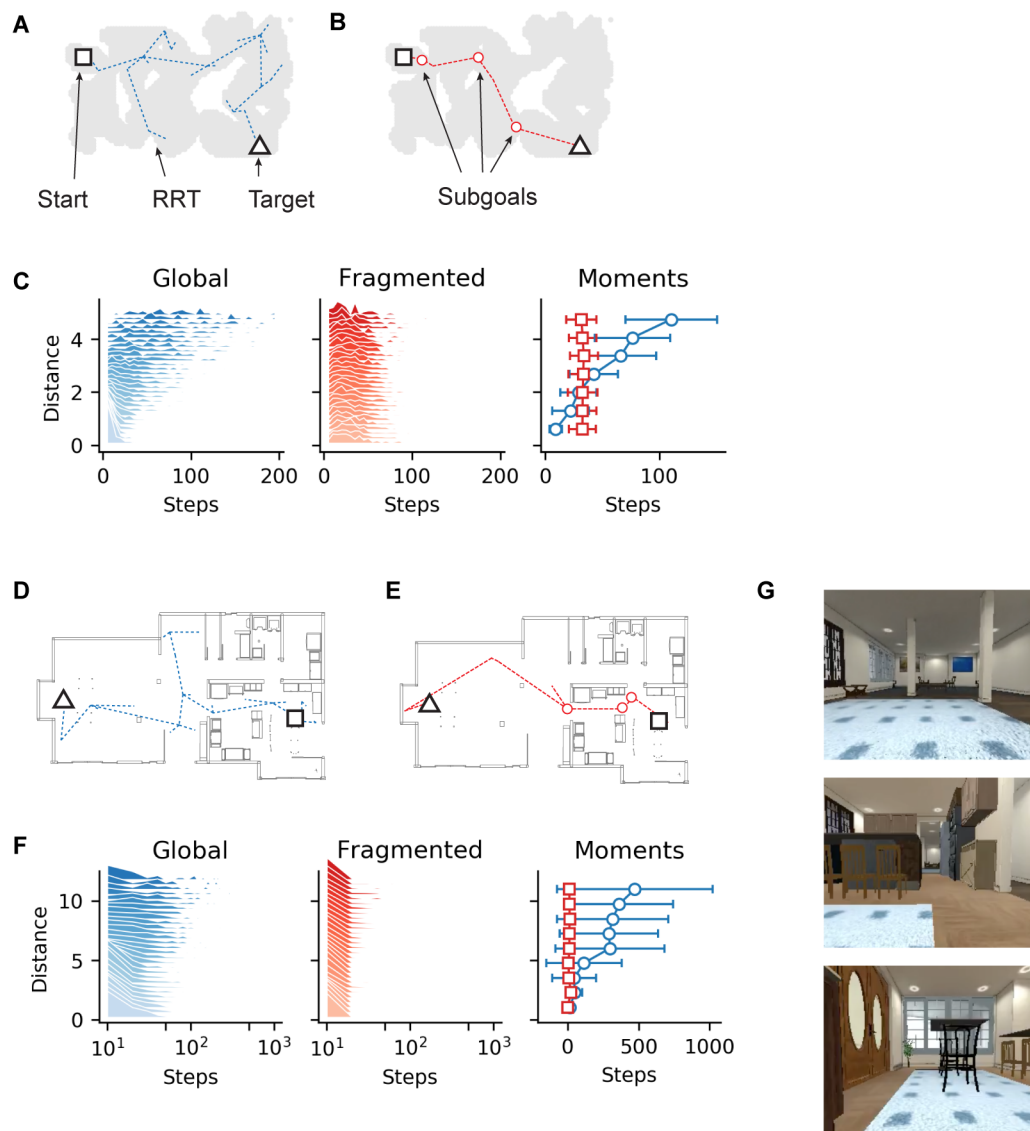 A
B
Start
RRT
Target
Subgoals
C
Global
Fragmented
Moments
Distance
4
2
0
0
100
200
0
100
200
0
100
Steps
Steps
Steps
D
E
G
F
Global
Fragmented
Moments
Distance
10
5
0
10¹
10²
10³
10¹
10²
10³
0
500
1000
Steps
Steps
Steps